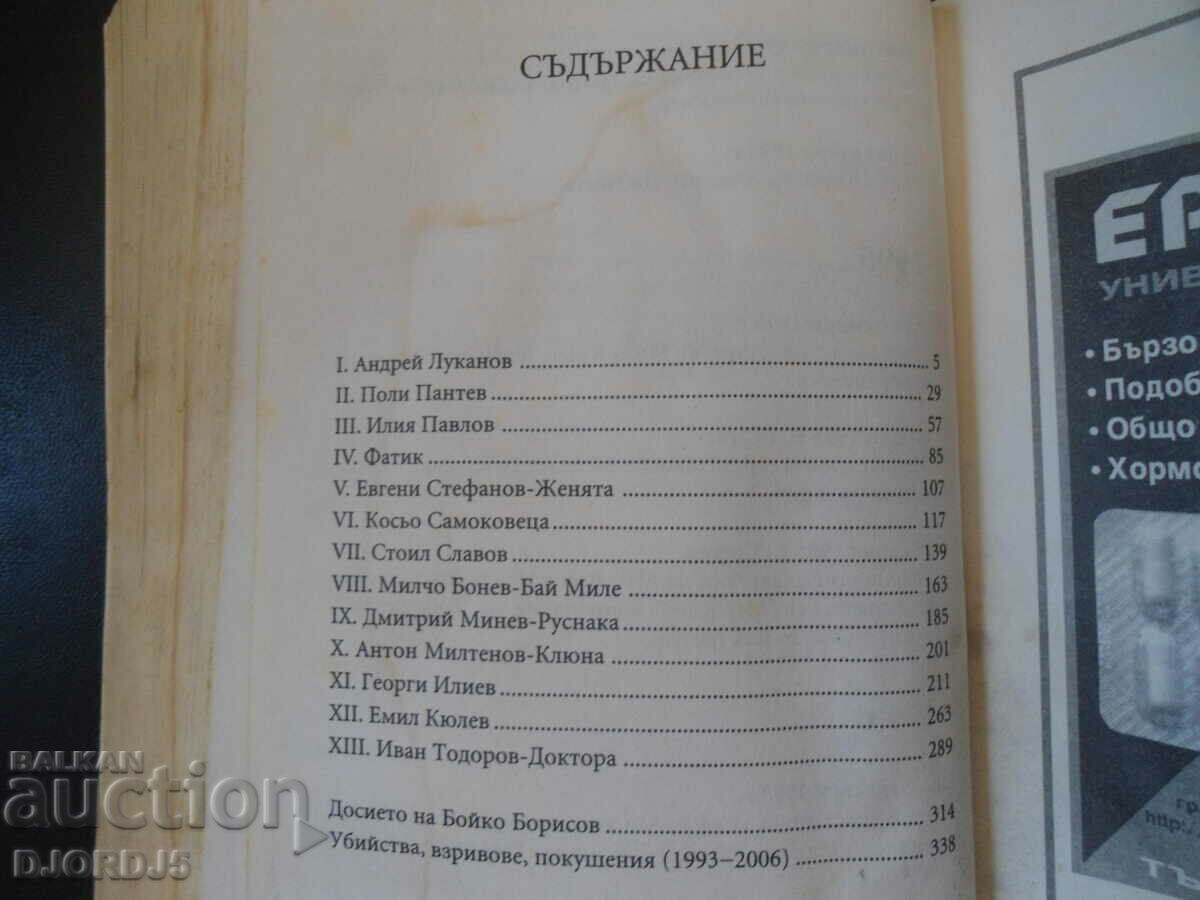 СЪДЪРЖАНИЕ
I. Андрей Луканов ........ 5
II. Поли Пантев ........ 29
III. Илия Павлов ........ 57
IV. Фатик ........ 85
V. Евгени Стефанов-Женята ........ 107
VI. Косьо Самоковеца ........ 117
VII. Стоил Славов ........ 139
VIII. Милчо Бонев-Бай Миле ........ 163
IX. Дмитрий Минев-Руснака ........ 185
X. Антон Милтенов-Клюна ........ 201
XI. Георги Илиев ........ 211
XII. Емил Кюлев ........ 263
XIII. Иван Тодоров-Доктора ........ 289
Досието на Бойко Борисов ........ 314
Убийства, взривове, покушения (1993–2006) ........ 338
• Бързо
• Общо
http:/
BALKAN
auction
DJORDJ5